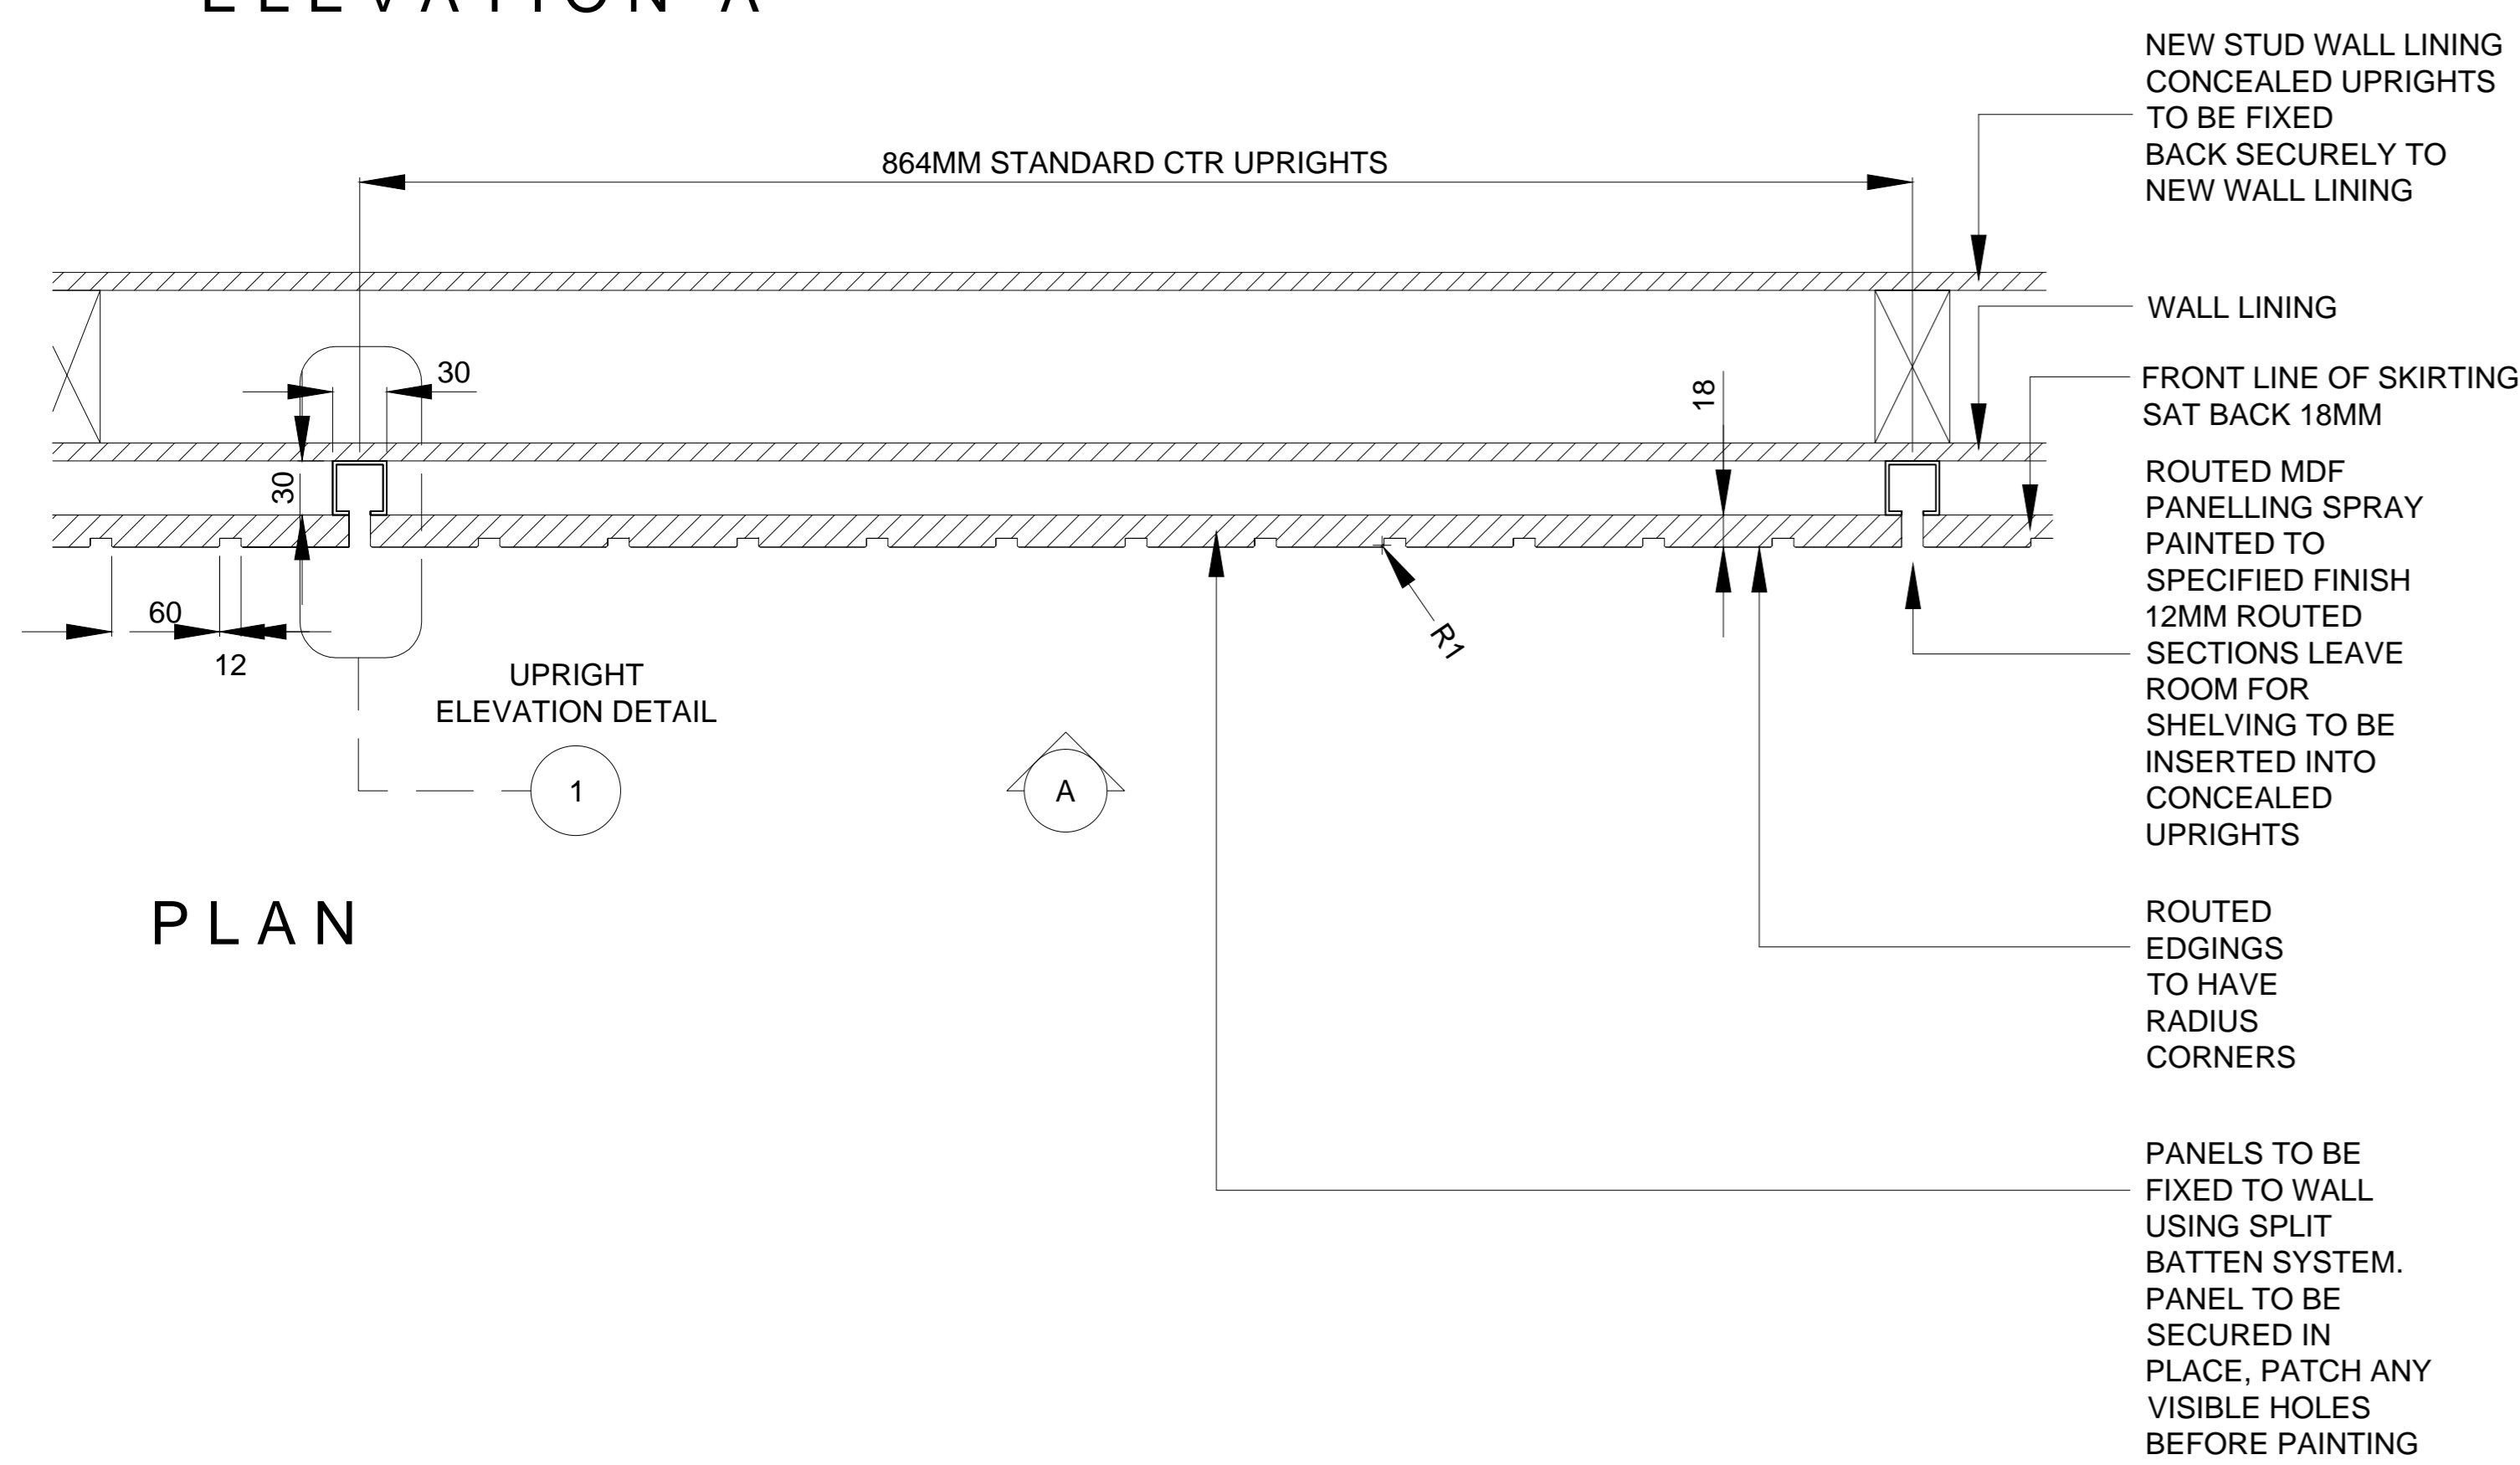 ELEVATION A
NEW STUD WALL LINING
CONCEALED UPRIGHTS
TO BE FIXED
BACK SECURELY TO
NEW WALL LINING
864MM STANDARD CTR UPRIGHTS
WALL LINING
30
18
FRONT LINE OF SKIRTING
SAT BACK 18MM
30
ROUTED MDF
PANELLING SPRAY
PAINTED TO
SPECIFIED FINISH
12MM ROUTED
SECTIONS LEAVE
ROOM FOR
SHELVING TO BE
INSERTED INTO
CONCEALED
UPRIGHTS
60
12
R1
UPRIGHT
ELEVATION DETAIL
1
A
PLAN
ROUTED
EDGINGS
TO HAVE
RADIUS
CORNERS
PANELS TO BE
FIXED TO WALL
USING SPLIT
BATTEN SYSTEM.
PANEL TO BE
SECURED IN
PLACE, PATCH ANY
VISIBLE HOLES
BEFORE PAINTING